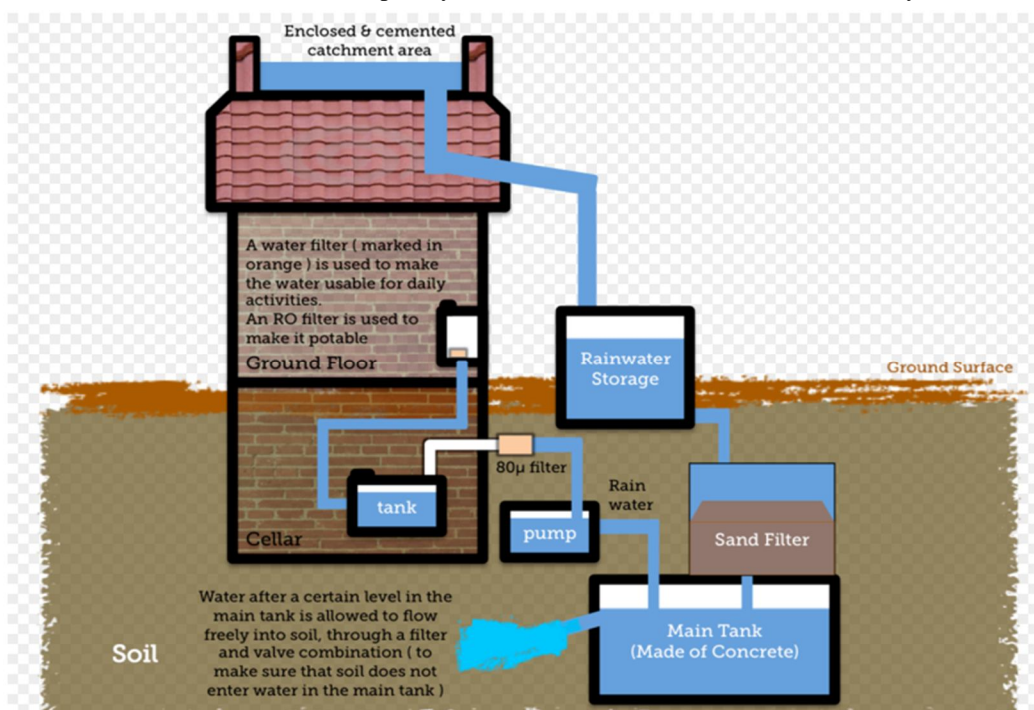 Enclosed & cemented
catchment area
A water filter ( marked in
orange ) is used to make
the water usable for daily
activities.
An RO filter is used to
make it potable
Ground Floor
Rainwater
Storage
Ground Surface
80µ filter
tank
Rain
water
pump
Sand Filter
Cellar
Water after a certain level in the
main tank is allowed to flow
freely into soil, through a filter
and valve combination ( to
make sure that soil does not
enter water in the main tank )
Main Tank
(Made of Concrete)
Soil